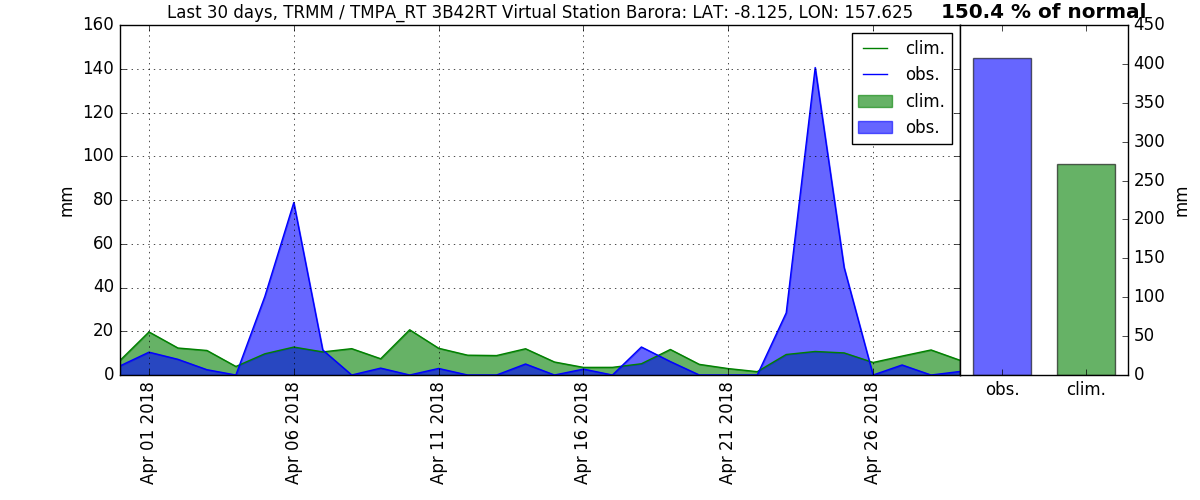 Last 30 days, TRMM / TMPA_RT 3B42RT Virtual Station Barora: LAT: -8.125, LON: 157.625
150.4 % of normal
160
140
120
100
80
60
40
20
0
mm
clim.
obs.
clim.
obs.
Apr 01 2018
Apr 06 2018
Apr 11 2018
Apr 16 2018
Apr 21 2018
Apr 26 2018
450
400
350
300
250
200
150
100
50
0
mm
obs.
clim.